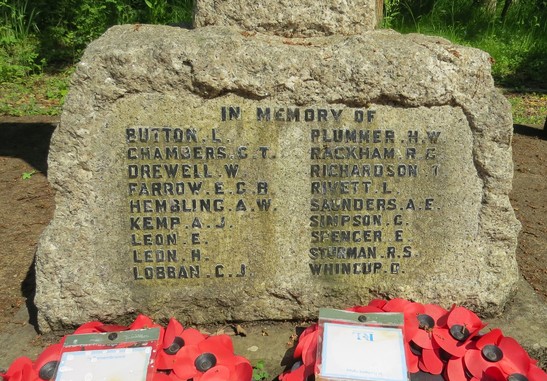 IN MEMORY OF
BUTTON . L.
CHAMBERS . C. T.
DREWELL . W.
FARROW . E. C. R.
HEMBLING . A. W.
KEMP . A. J.
LEON . E.
LEON . H.
LOBBAN . C. J.
PLUMMER . H. W.
RACKHAM . R. G.
RICHARDSON . T.
RIVETT . L.
SAUNDERS . A. E.
SIMPSON . C.
SPENCER . E.
STURMAN . R. S.
WHINCUP . C.